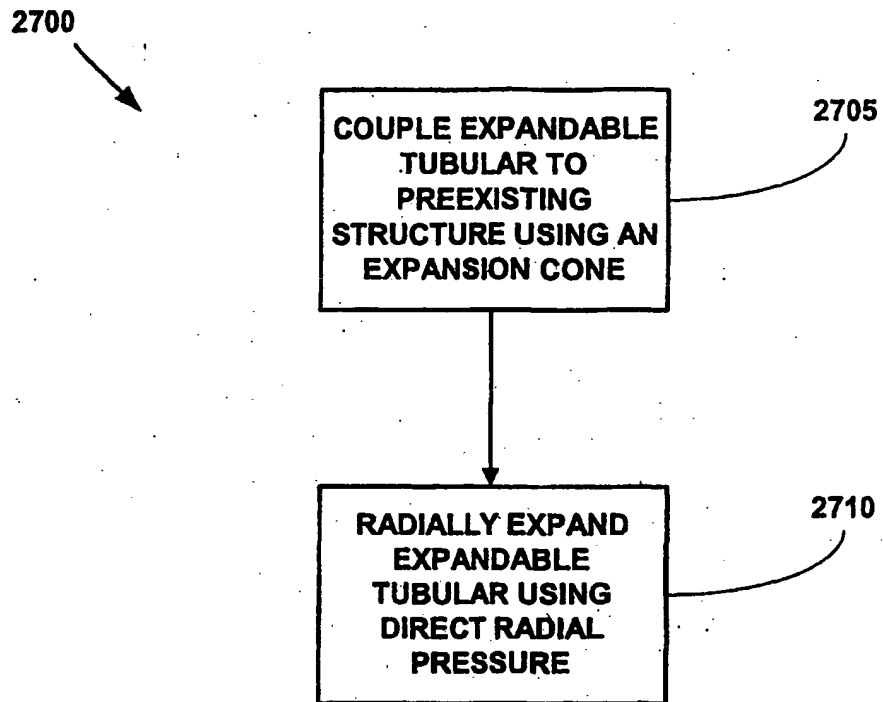 2700
COUPLE EXPANDABLE
TUBULAR TO
PREEXISTING
STRUCTURE USING AN
EXPANSION CONE
2705
RADIALLY EXPAND
EXPANDABLE
TUBULAR USING
DIRECT RADIAL
PRESSURE
2710